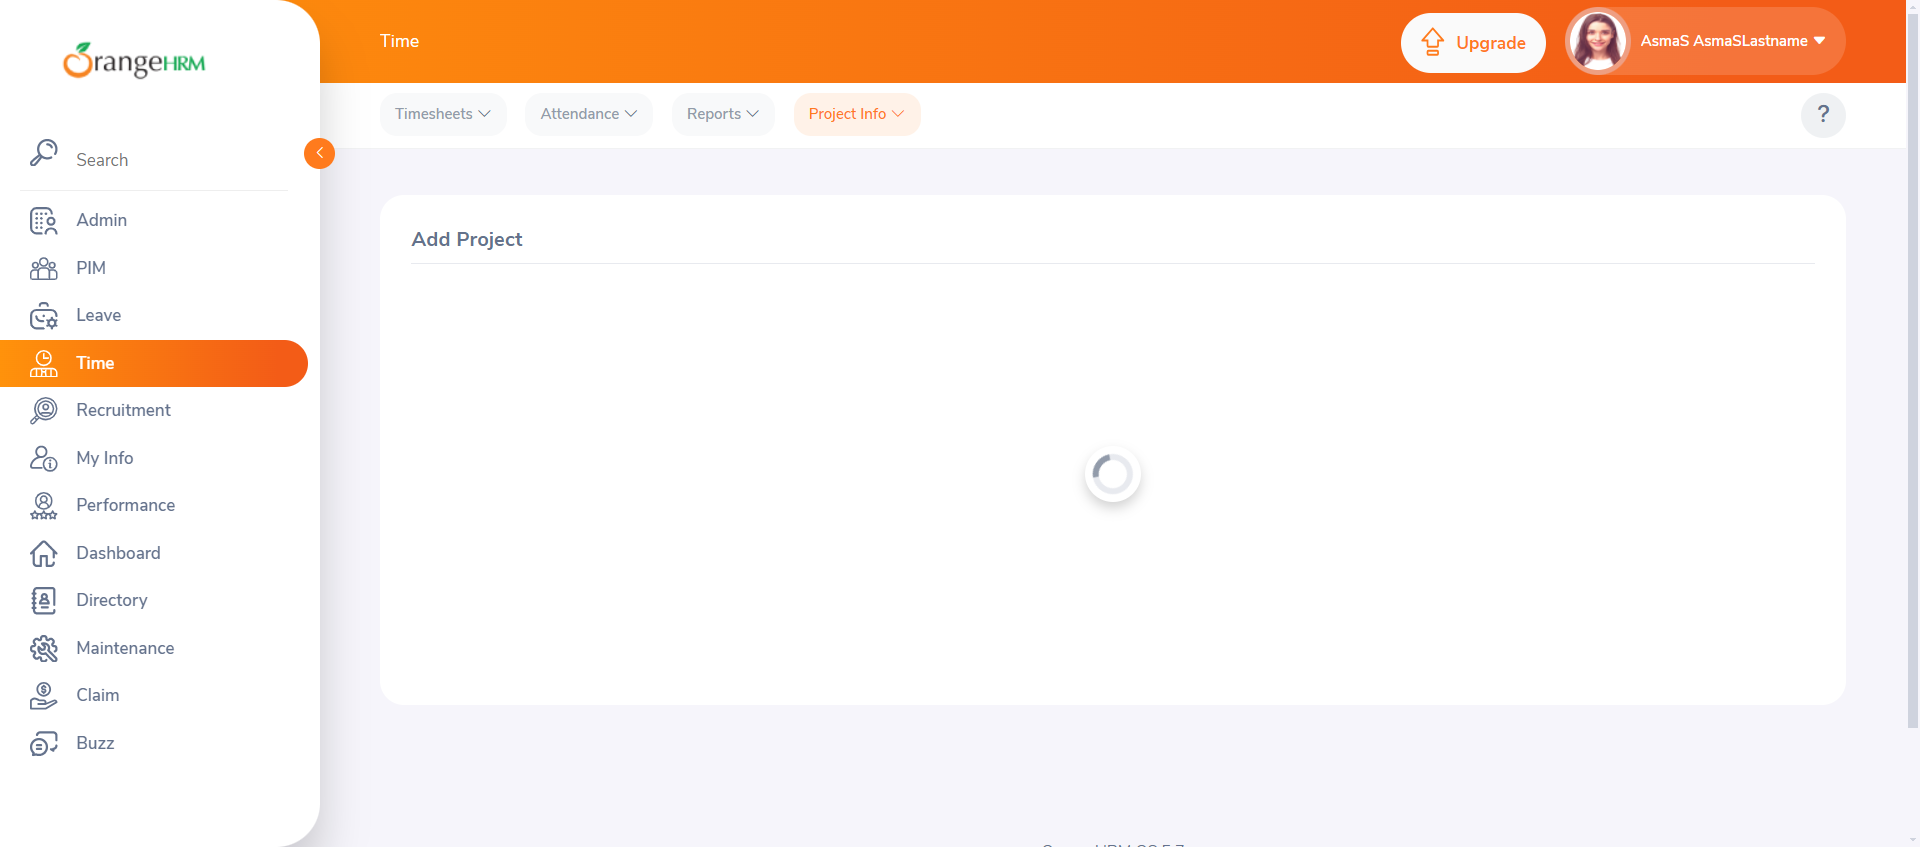 OrangeHRM
Time
Upgrade
AsmaS AsmaSLastname
Timesheets
Attendance
Reports
Project Info
?
Search
Admin
PIM
Leave
Time
Recruitment
My Info
Performance
Dashboard
Directory
Maintenance
Claim
Buzz
Add Project